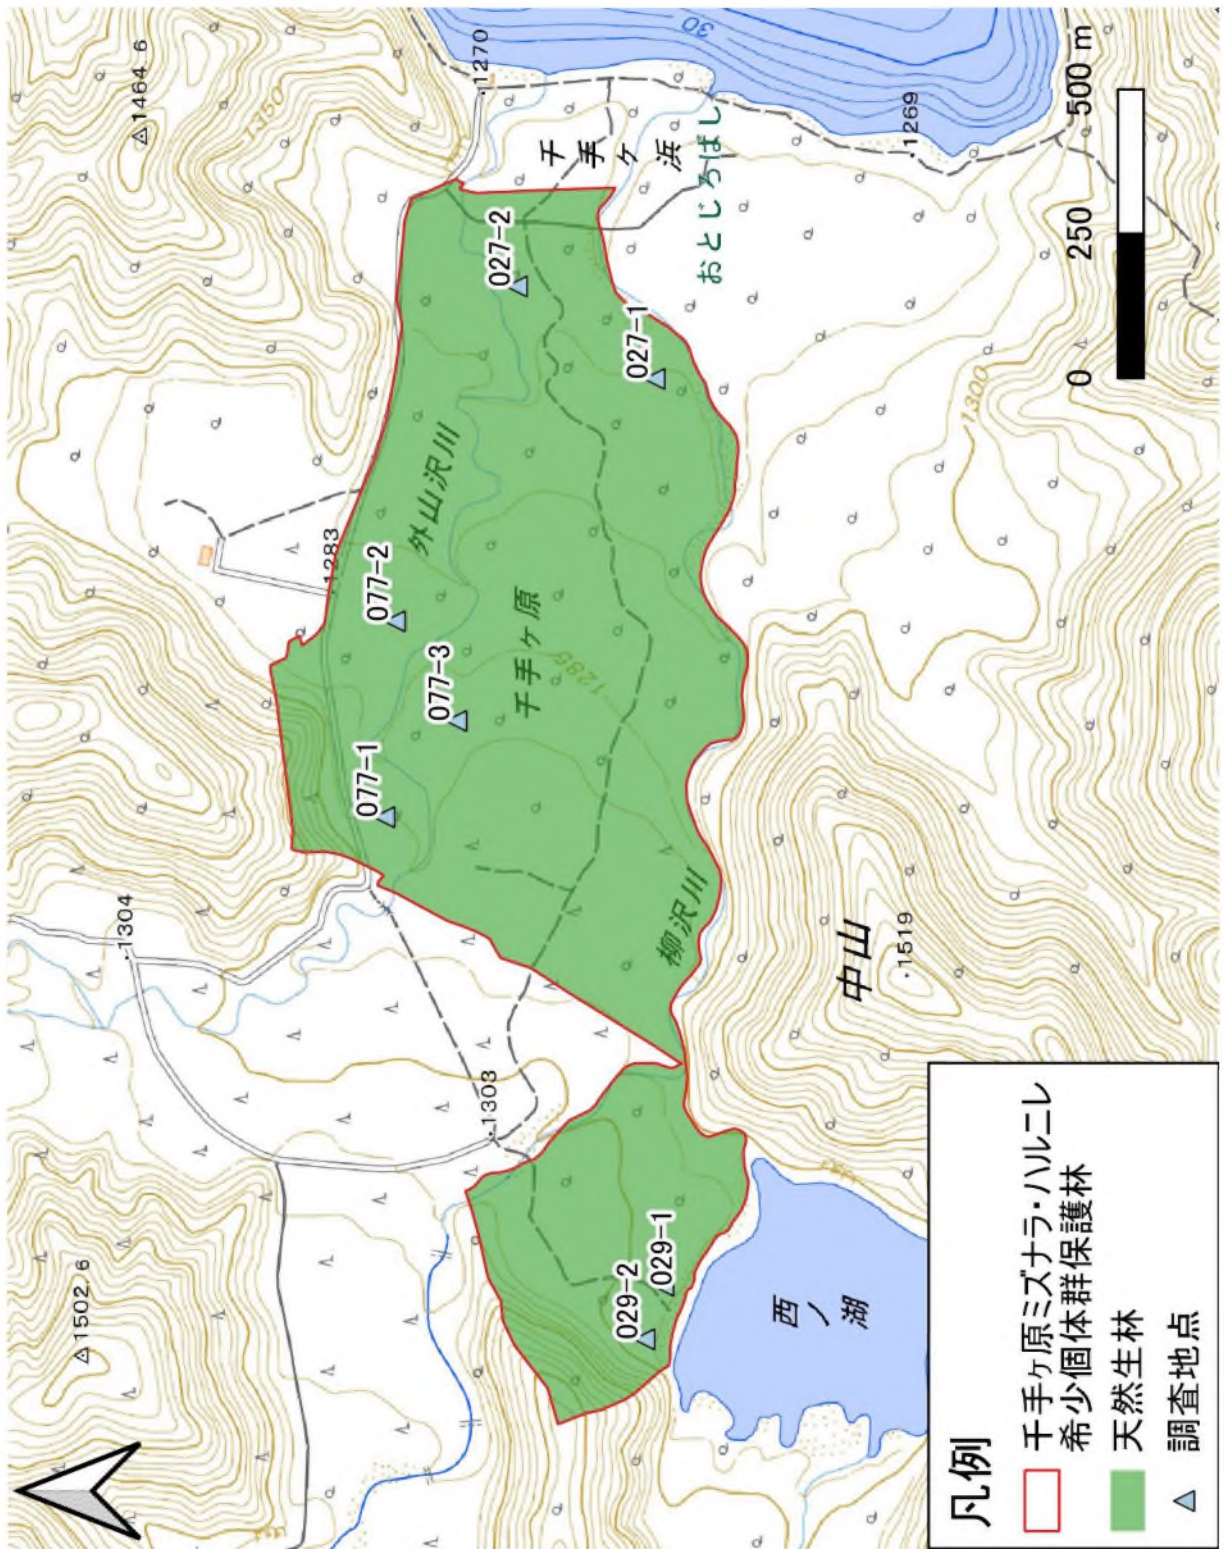 1464.6
1350
1270
30
千手ヶ浜
おとじろばし
1269
027-2
027-1
外山沢川
1283
077-2
077-3
077-1
千手ヶ原
1285
1300
柳沢川
中山
1519
1304
1303
1502.6
029-2
029-1
西ノ湖
0 250 500 m
凡例
千手ヶ原ミズナラ・ハルニレ
希少個体群保護林
天然生林
調査地点